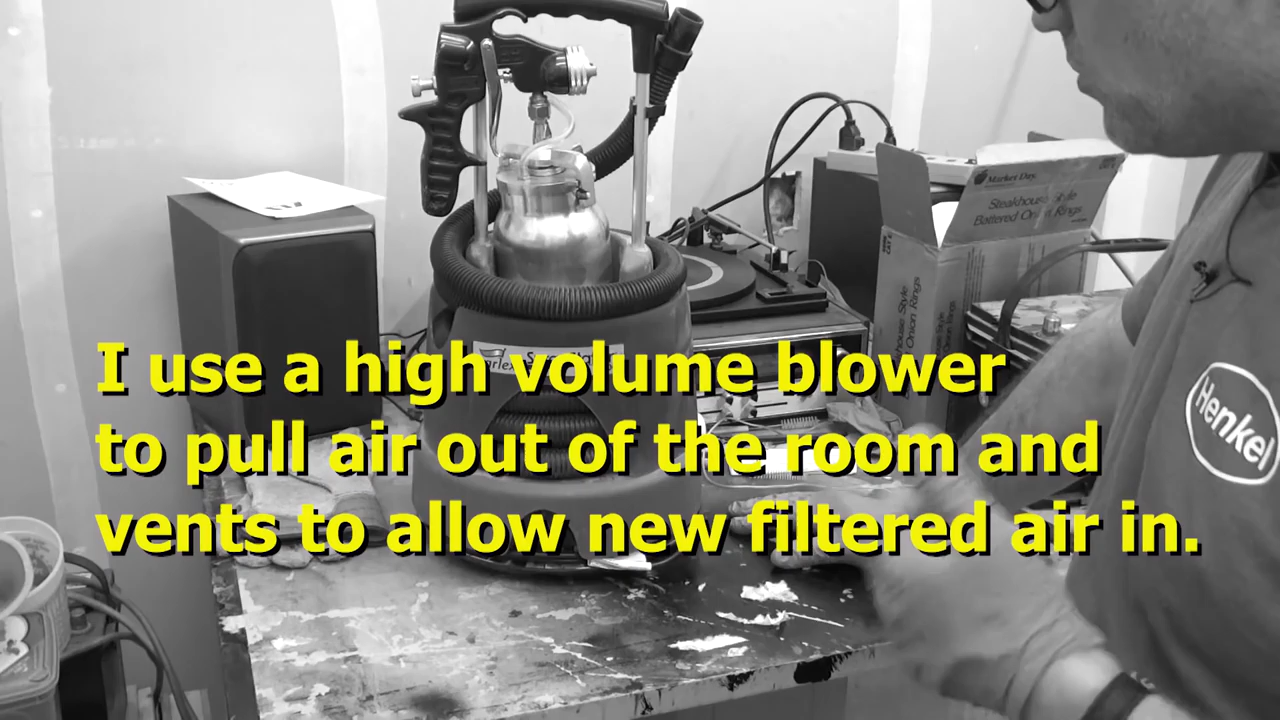 Market Day.
Steakhouse Style
Battered Onion Rings
I use a high volume blower
to pull air out of the room and
vents to allow new filtered air in.
Henkel